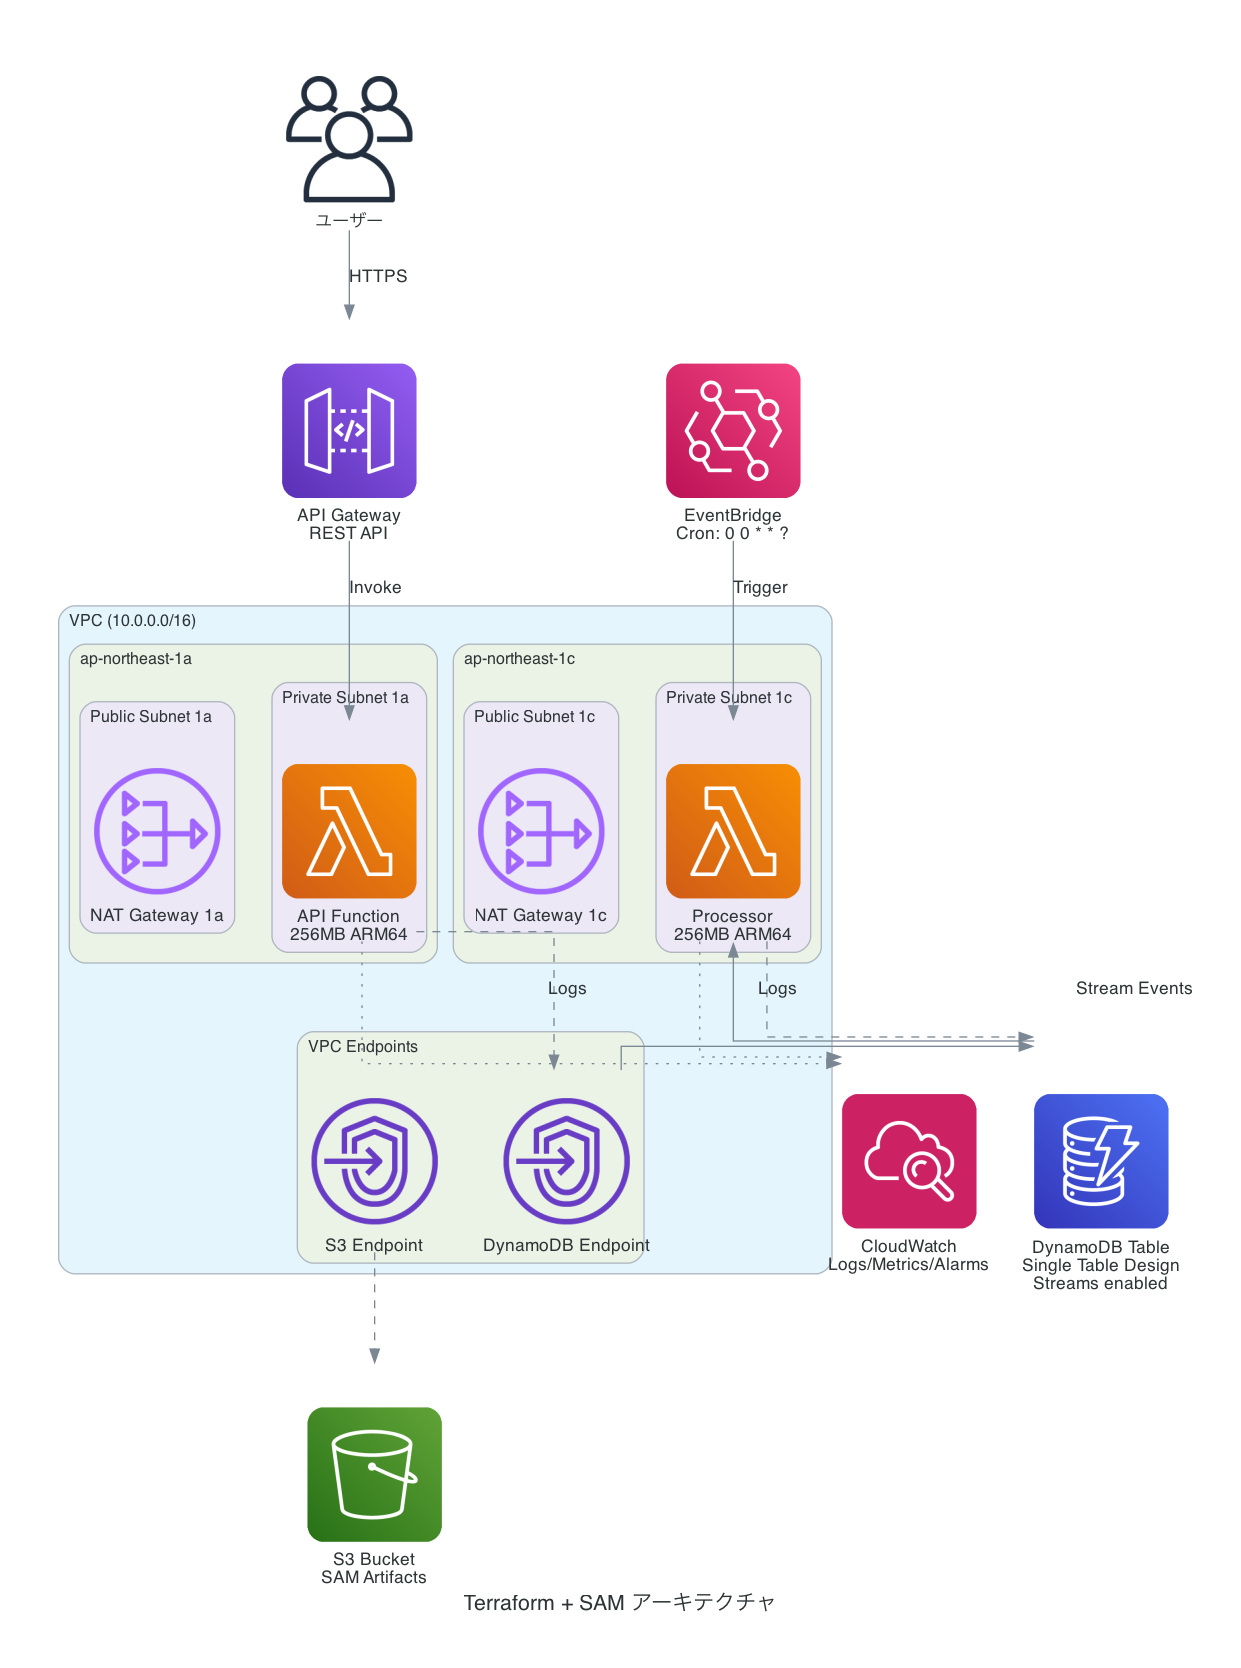 ユーザー
HTTPS
API Gateway
REST API
EventBridge
Cron: 0 0 * * ?
Invoke
Trigger
VPC (10.0.0.0/16)
ap-northeast-1a
ap-northeast-1c
Private Subnet 1a
Private Subnet 1c
Public Subnet 1a
Public Subnet 1c
NAT Gateway 1a
API Function
256MB ARM64
NAT Gateway 1c
Processor
256MB ARM64
Logs
Logs
Stream Events
VPC Endpoints
S3 Endpoint
DynamoDB Endpoint
CloudWatch
Logs/Metrics/Alarms
DynamoDB Table
Single Table Design
Streams enabled
S3 Bucket
SAM Artifacts
Terraform + SAM アーキテクチャ